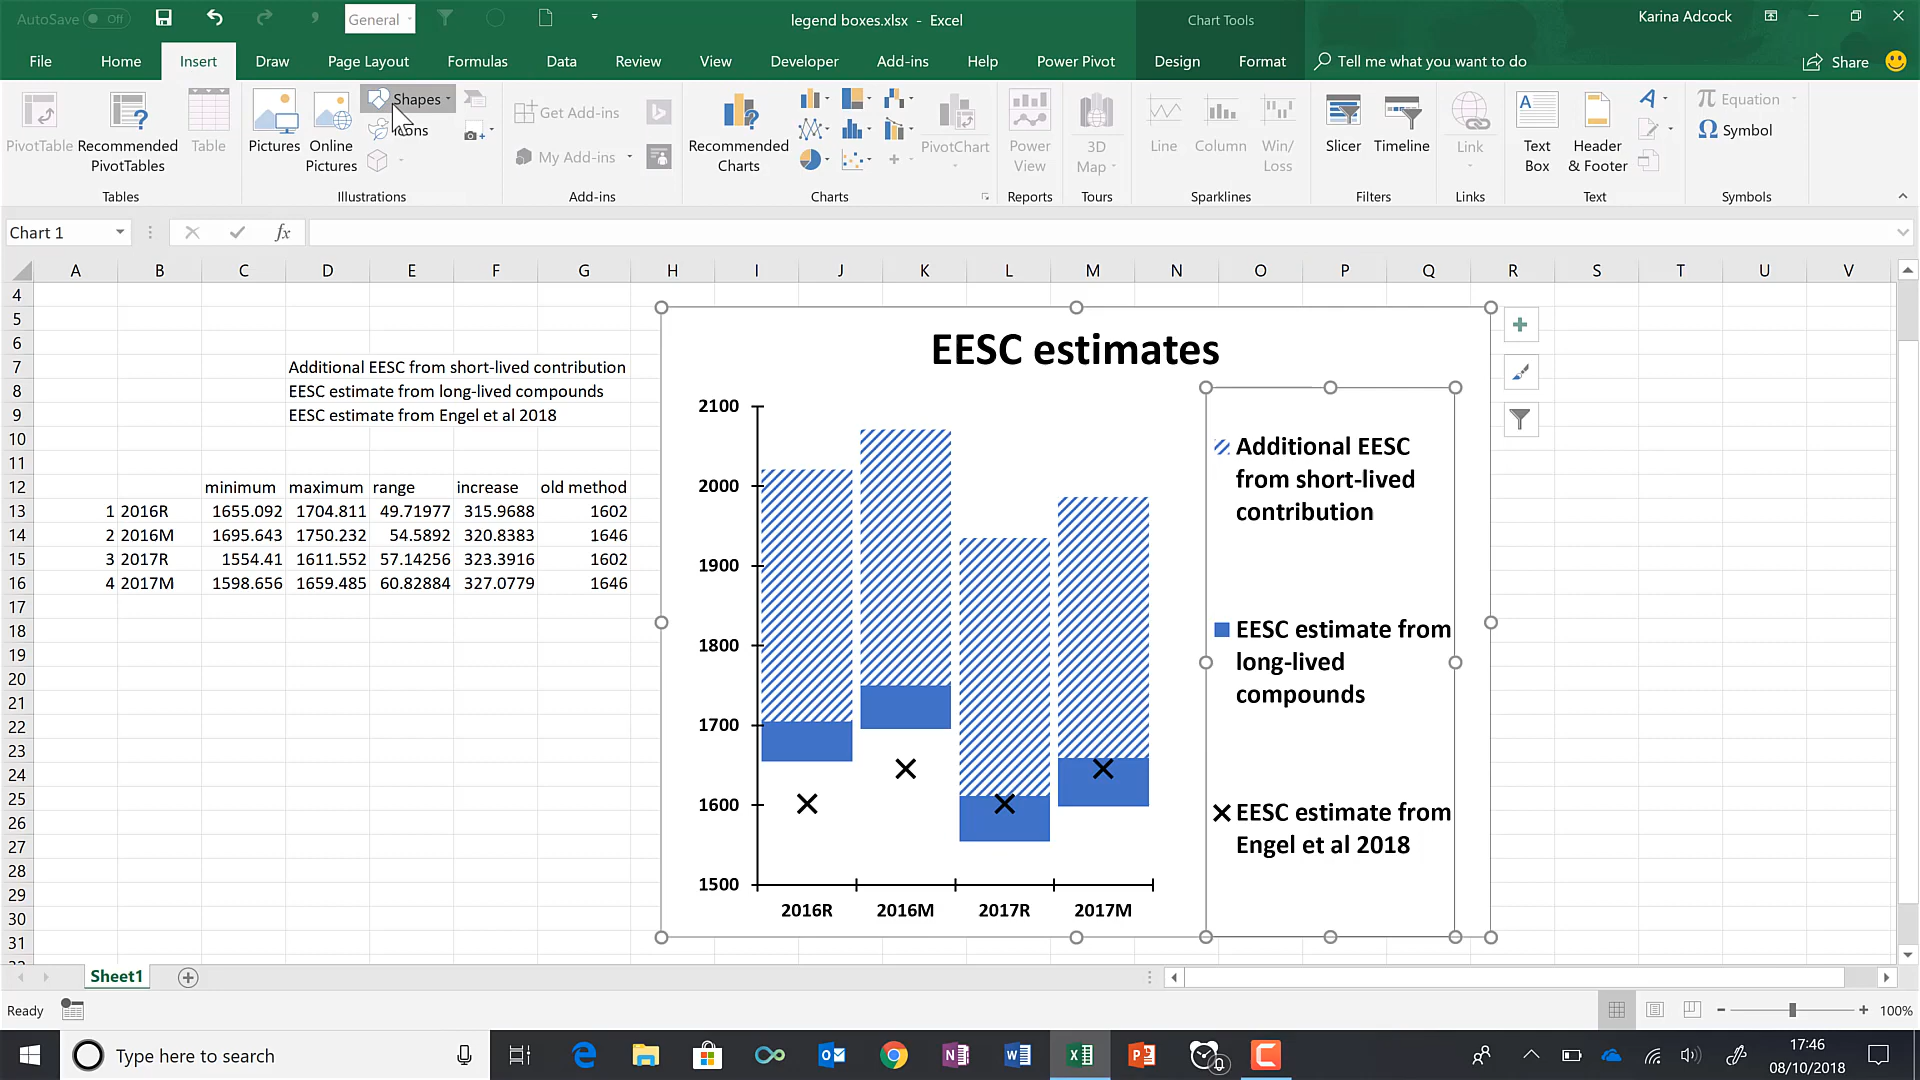 AutoSave Off General legend boxes.xlsx - Excel Chart Tools Karina Adcock
File Home Insert Draw Page Layout Formulas Data Review View Developer Add-ins Help Power Pivot Design Format Tell me what you want to do Share
PivotTable
Recommended
PivotTables
Table
Tables
Pictures
Online
Pictures
Shapes
Icons
Illustrations
Get Add-ins
My Add-ins
Add-ins
Recommended
Charts
PivotChart
Charts
Power
View
Reports
3D
Map
Tours
Line
Column
Win/
Loss
Sparklines
Slicer
Timeline
Filters
Link
Links
Text
Box
Header
& Footer
Text
Equation
Symbol
Symbols
Chart 1
fx
A B C D E F G H I J K L M N O P Q R S T U V
4
5
6
7 Additional EESC from short-lived contribution
8 EESC estimate from long-lived compounds
9 EESC estimate from Engel et al 2018
10
11
12 minimum maximum range increase old method
13 1 2016R 1655.092 1704.811 49.71977 315.9688 1602
14 2 2016M 1695.643 1750.232 54.5892 320.8383 1646
15 3 2017R 1554.41 1611.552 57.14256 323.3916 1602
16 4 2017M 1598.656 1659.485 60.82884 327.0779 1646
17
18
19
20
21
22
23
24
25
26
27
28
29
30
31
EESC estimates
2100
2000
1900
1800
1700
1600
1500
2016R 2016M 2017R 2017M
Additional EESC
from short-lived
contribution
EESC estimate from
long-lived
compounds
EESC estimate from
Engel et al 2018
Sheet1
Ready
100%
Type here to search
17:46
08/10/2018